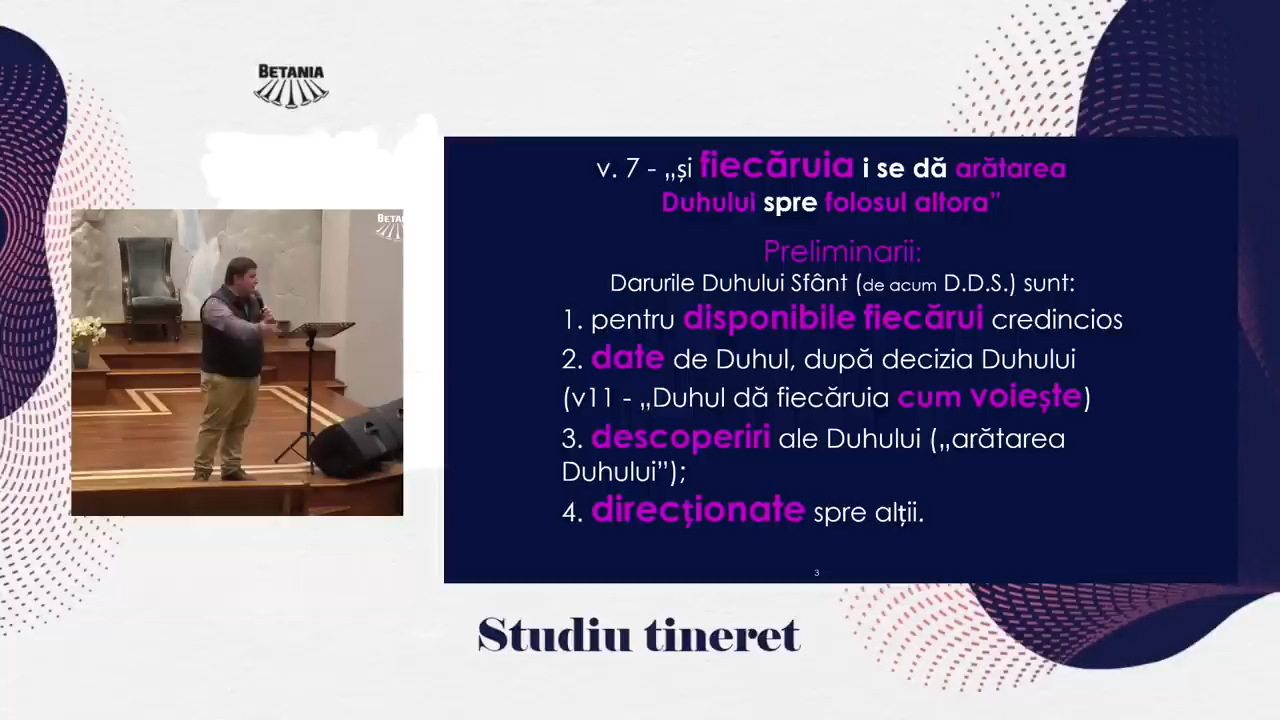 BETANIA
v. 7 - „și fiecăruia i se dă arătarea
Duhului spre folosul altora”
Preliminarii:
Darurile Duhului Sfânt (de acum D.D.S.) sunt:
1. pentru disponibile fiecărui credincios
2. date de Duhul, după decizia Duhului
(v11 - „Duhul dă fiecăruia cum voiește)
3. descoperiri ale Duhului („arătarea
Duhului”);
4. direcționate spre alții.
3
BETAN
Studiu tineret